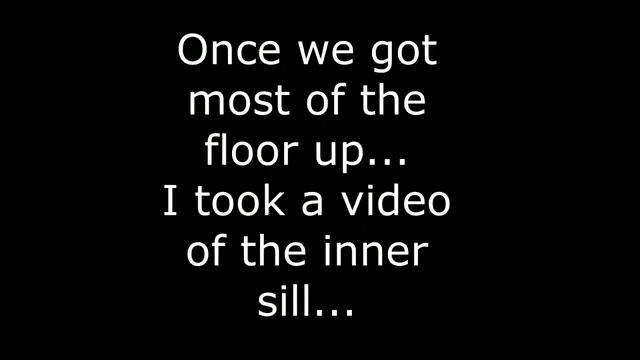 Once we got
most of the
floor up...
I took a video
of the inner
sill...